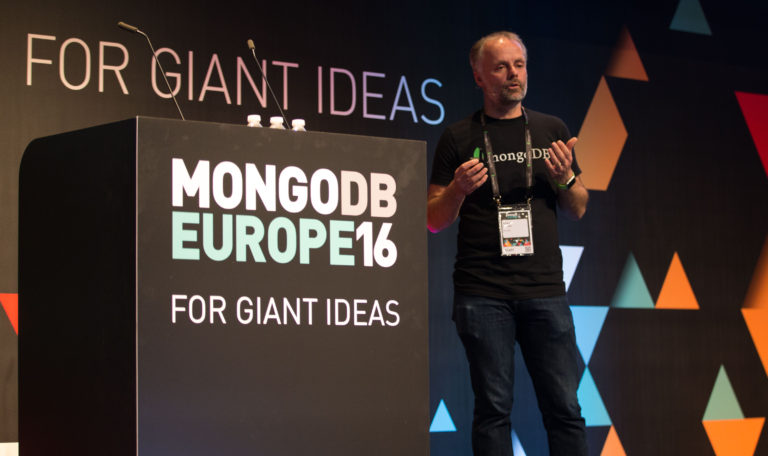 FOR GIANT IDEAS
mongoDB
MONGODB
EUROPE16
FOR GIANT IDEAS